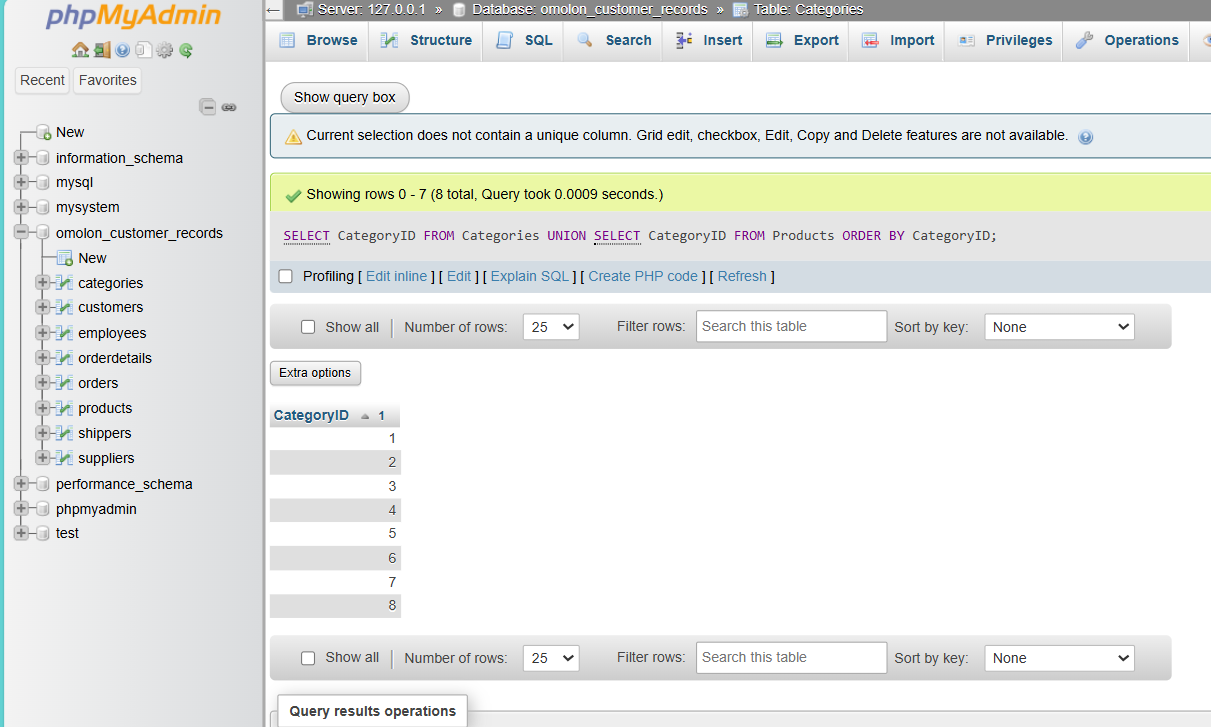 phpMyAdmin
Recent Favorites
New
information_schema
mysql
mysystem
omolon_customer_records
New
categories
customers
employees
orderdetails
orders
products
shippers
suppliers
performance_schema
phpmyadmin
test
Server: 127.0.0.1 » Database: omolon_customer_records » Table: Categories
Browse Structure SQL Search Insert Export Import Privileges Operations
Show query box
Current selection does not contain a unique column. Grid edit, checkbox, Edit, Copy and Delete features are not available.
Showing rows 0 - 7 (8 total, Query took 0.0009 seconds.)
SELECT CategoryID FROM Categories UNION SELECT CategoryID FROM Products ORDER BY CategoryID;
Profiling [ Edit inline ] [ Edit ] [ Explain SQL ] [ Create PHP code ] [ Refresh ]
Show all Number of rows: 25 Filter rows: Search this table Sort by key: None
Extra options
CategoryID 1
1
2
3
4
5
6
7
8
Show all Number of rows: 25 Filter rows: Search this table Sort by key: None
Query results operations